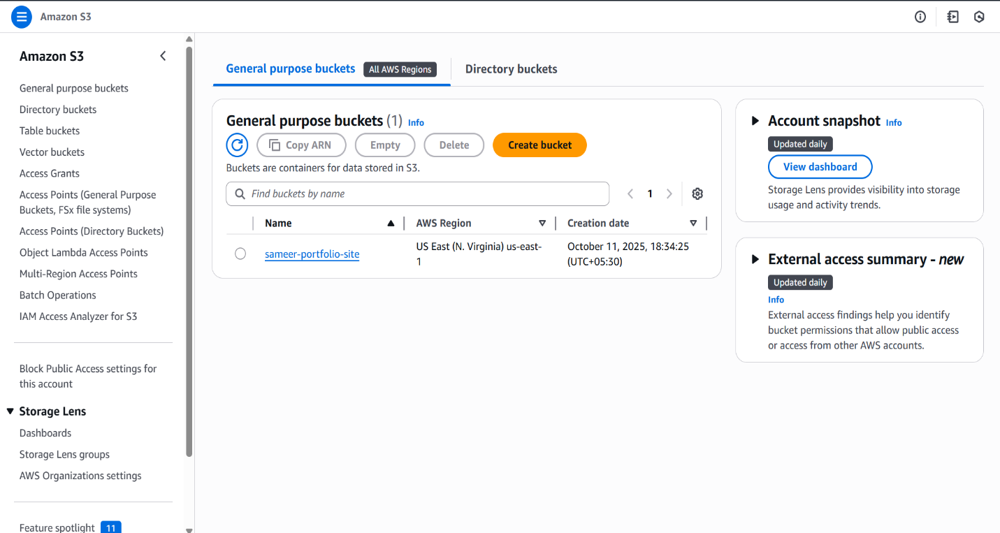 Amazon S3
Amazon S3
General purpose buckets
Directory buckets
Table buckets
Vector buckets
Access Grants
Access Points (General Purpose
Buckets, FSx file systems)
Access Points (Directory Buckets)
Object Lambda Access Points
Multi-Region Access Points
Batch Operations
IAM Access Analyzer for S3
Block Public Access settings for
this account
Storage Lens
Dashboards
Storage Lens groups
AWS Organizations settings
Feature spotlight 11
General purpose buckets All AWS Regions Directory buckets
General purpose buckets (1) Info
Copy ARN Empty Delete Create bucket
Buckets are containers for data stored in S3.
Find buckets by name 1
Name AWS Region Creation date
sameer-portfolio-site US East (N. Virginia) us-east-
1 October 11, 2025, 18:34:25
(UTC+05:30)
Account snapshot Info
Updated daily
View dashboard
Storage Lens provides visibility into storage
usage and activity trends.
External access summary - new
Updated daily
Info
External access findings help you identify
bucket permissions that allow public access
or access from other AWS accounts.